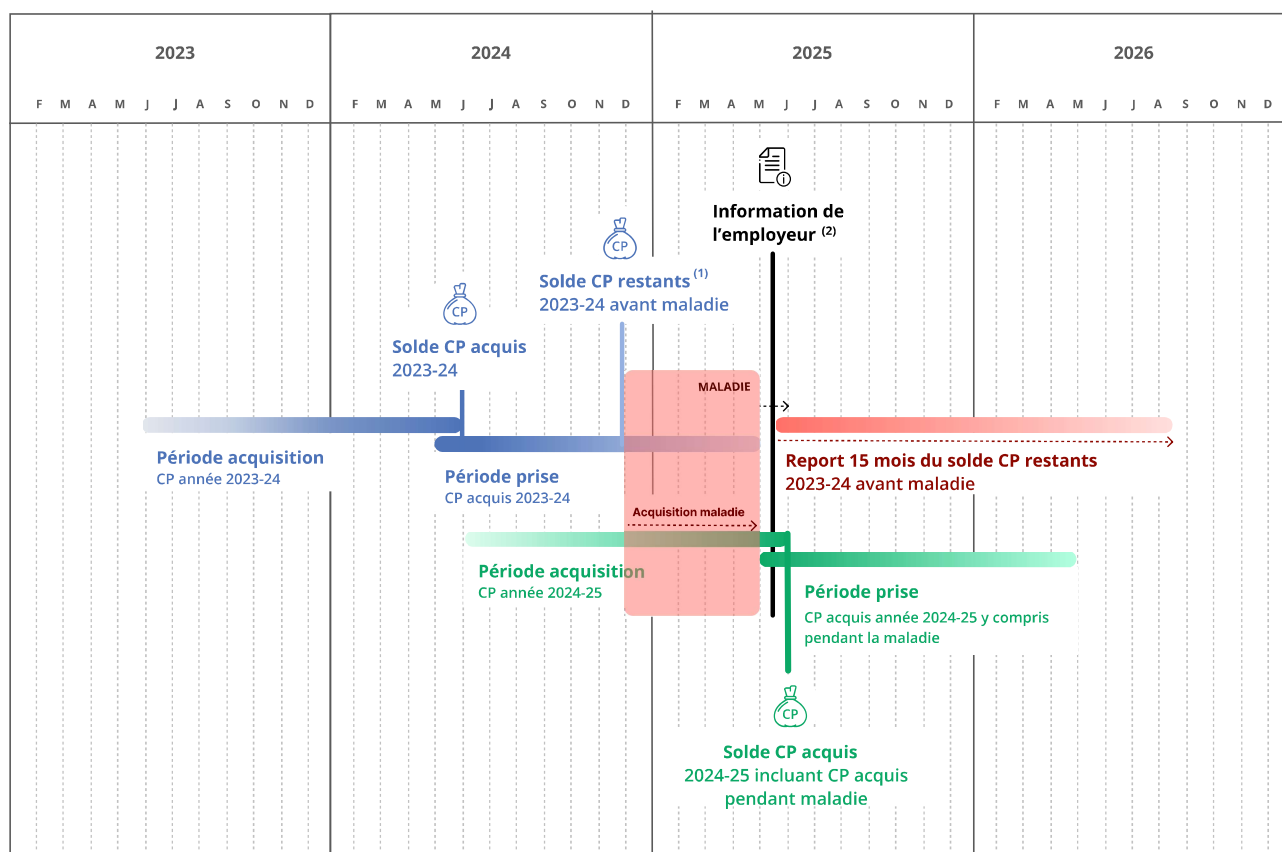 2023
2024
2025
2026
F M A M J J A S O N D
F M A M J J A S O N D
F M A M J J A S O N D
F M A M J J A S O N D
Information de
l’employeur (2)
CP
Solde CP restants (1)
2023-24 avant maladie
CP
Solde CP acquis
2023-24
MALADIE
Période acquisition
CP année 2023-24
Période prise
CP acquis 2023-24
Report 15 mois du solde CP restants
2023-24 avant maladie
Acquisition maladie
Période acquisition
CP année 2024-25
Période prise
CP acquis année 2024-25 y compris
pendant la maladie
CP
Solde CP acquis
2024-25 incluant CP acquis
pendant maladie